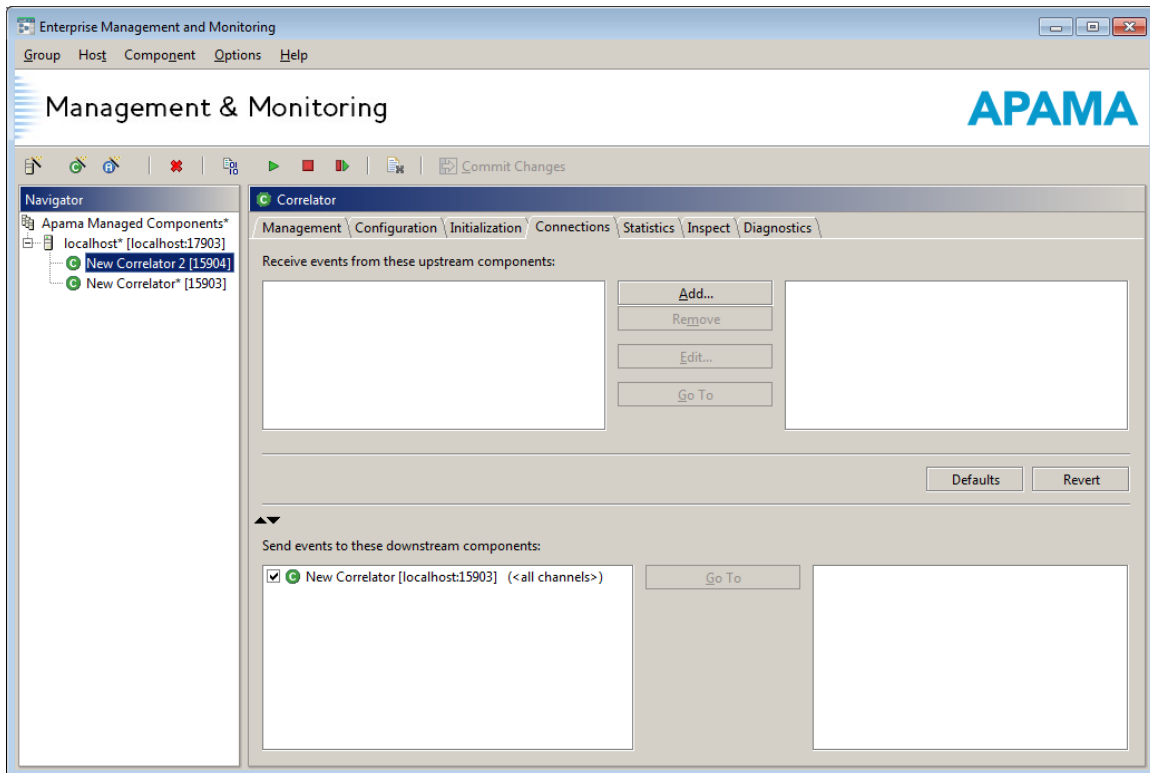 Enterprise Management and Monitoring
Group Host Component Options Help
Management & Monitoring
APAMA
Commit Changes
Navigator
Apama Managed Components*
localhost* [localhost:17903]
New Correlator 2 [15904]
New Correlator* [15903]
Correlator
Management Configuration Initialization Connections Statistics Inspect Diagnostics
Receive events from these upstream components:
Add...
Remove
Edit...
Go To
Defaults Revert
Send events to these downstream components:
New Correlator [localhost:15903] (<all channels>) Go To